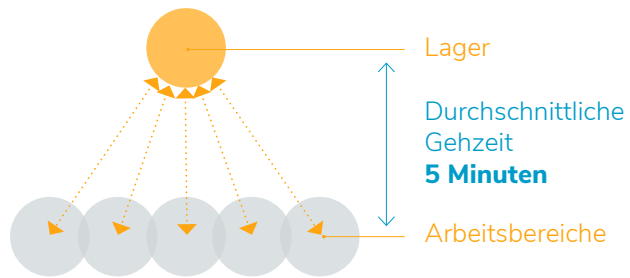 Lager
Durchschnittliche
Gehzeit
5 Minuten
Arbeitsbereiche